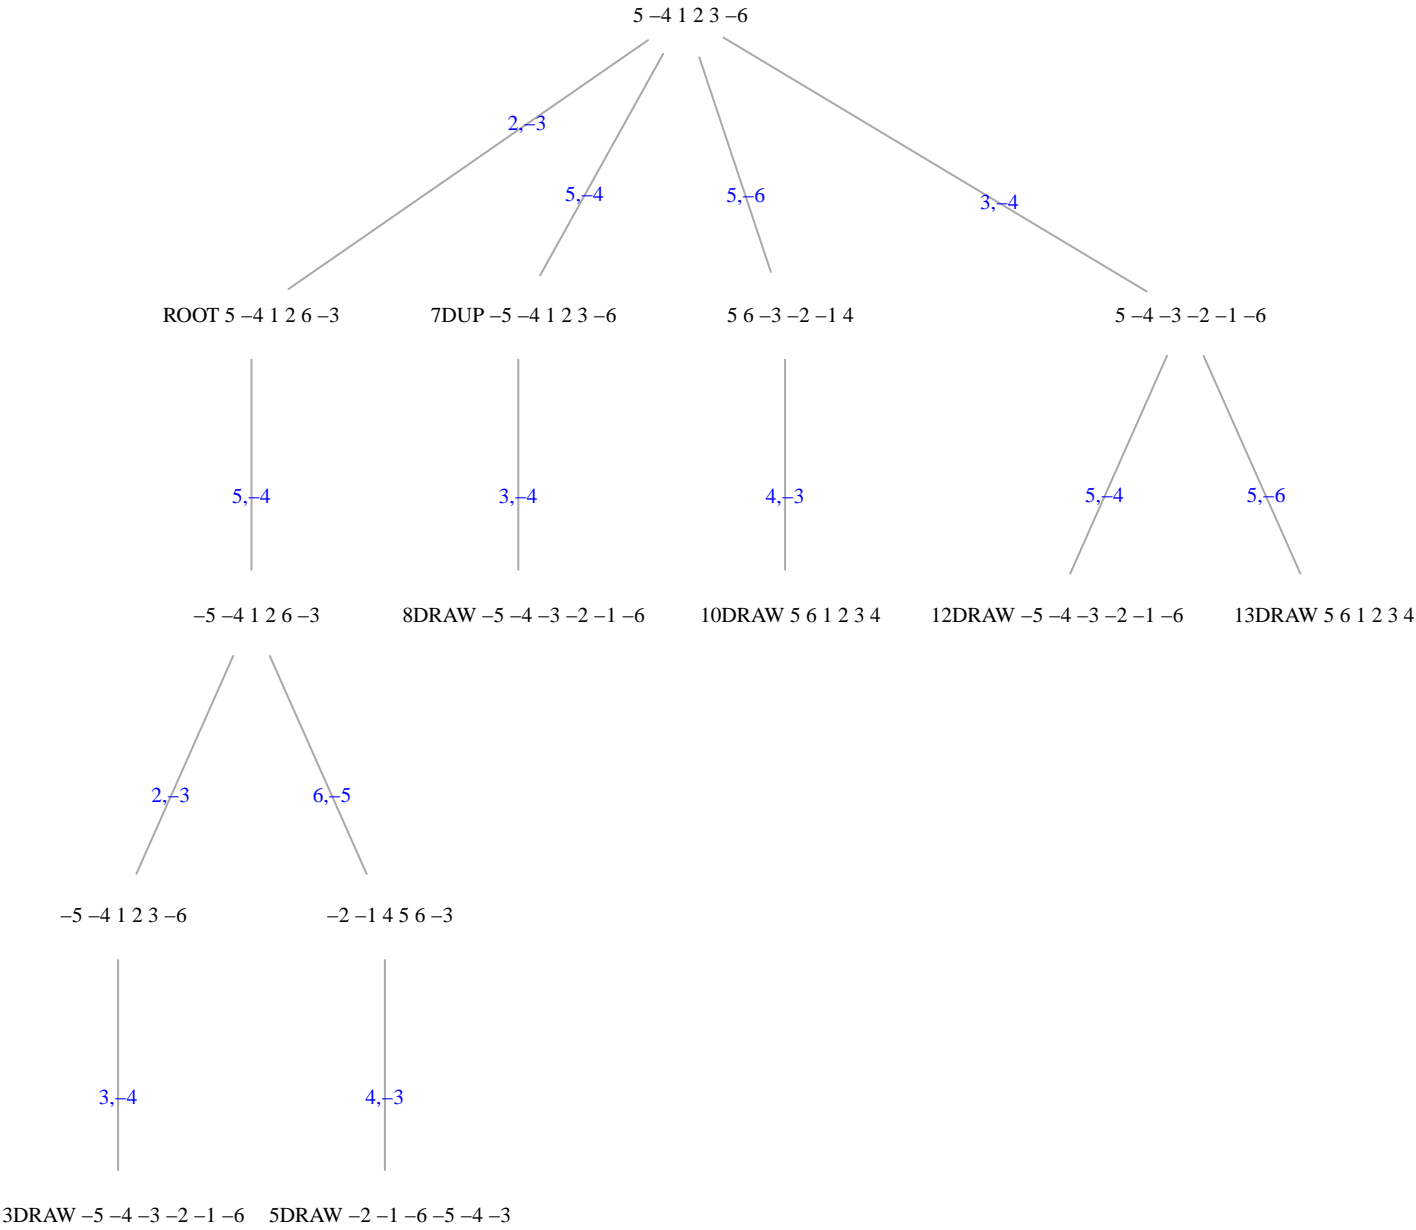 5 –4 1 2 3 –6
2,–3
5,–4
5,–6
3,–4
ROOT 5 –4 1 2 6 –3
7DUP –5 –4 1 2 3 –6
5 6 –3 –2 –1 4
5 –4 –3 –2 –1 –6
5,–4
3,–4
4,–3
5,–4
5,–6
–5 –4 1 2 6 –3
8DRAW –5 –4 –3 –2 –1 –6
10DRAW 5 6 1 2 3 4
12DRAW –5 –4 –3 –2 –1 –6
13DRAW 5 6 1 2 3 4
2,–3
6,–5
–5 –4 1 2 3 –6
–2 –1 4 5 6 –3
3,–4
4,–3
3DRAW –5 –4 –3 –2 –1 –6
5DRAW –2 –1 –6 –5 –4 –3